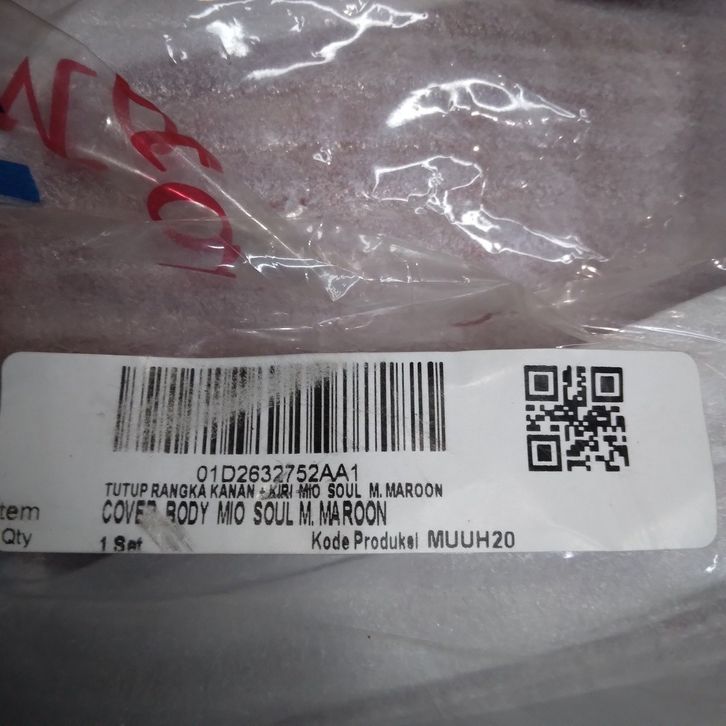 01D2632752AA1
TUTUP RANGKA KANAN + KIRI MIO SOUL M. MAROON
Item COVER BODY MIO SOUL M. MAROON
Qty 1 Set Kode Produksi MUUH20